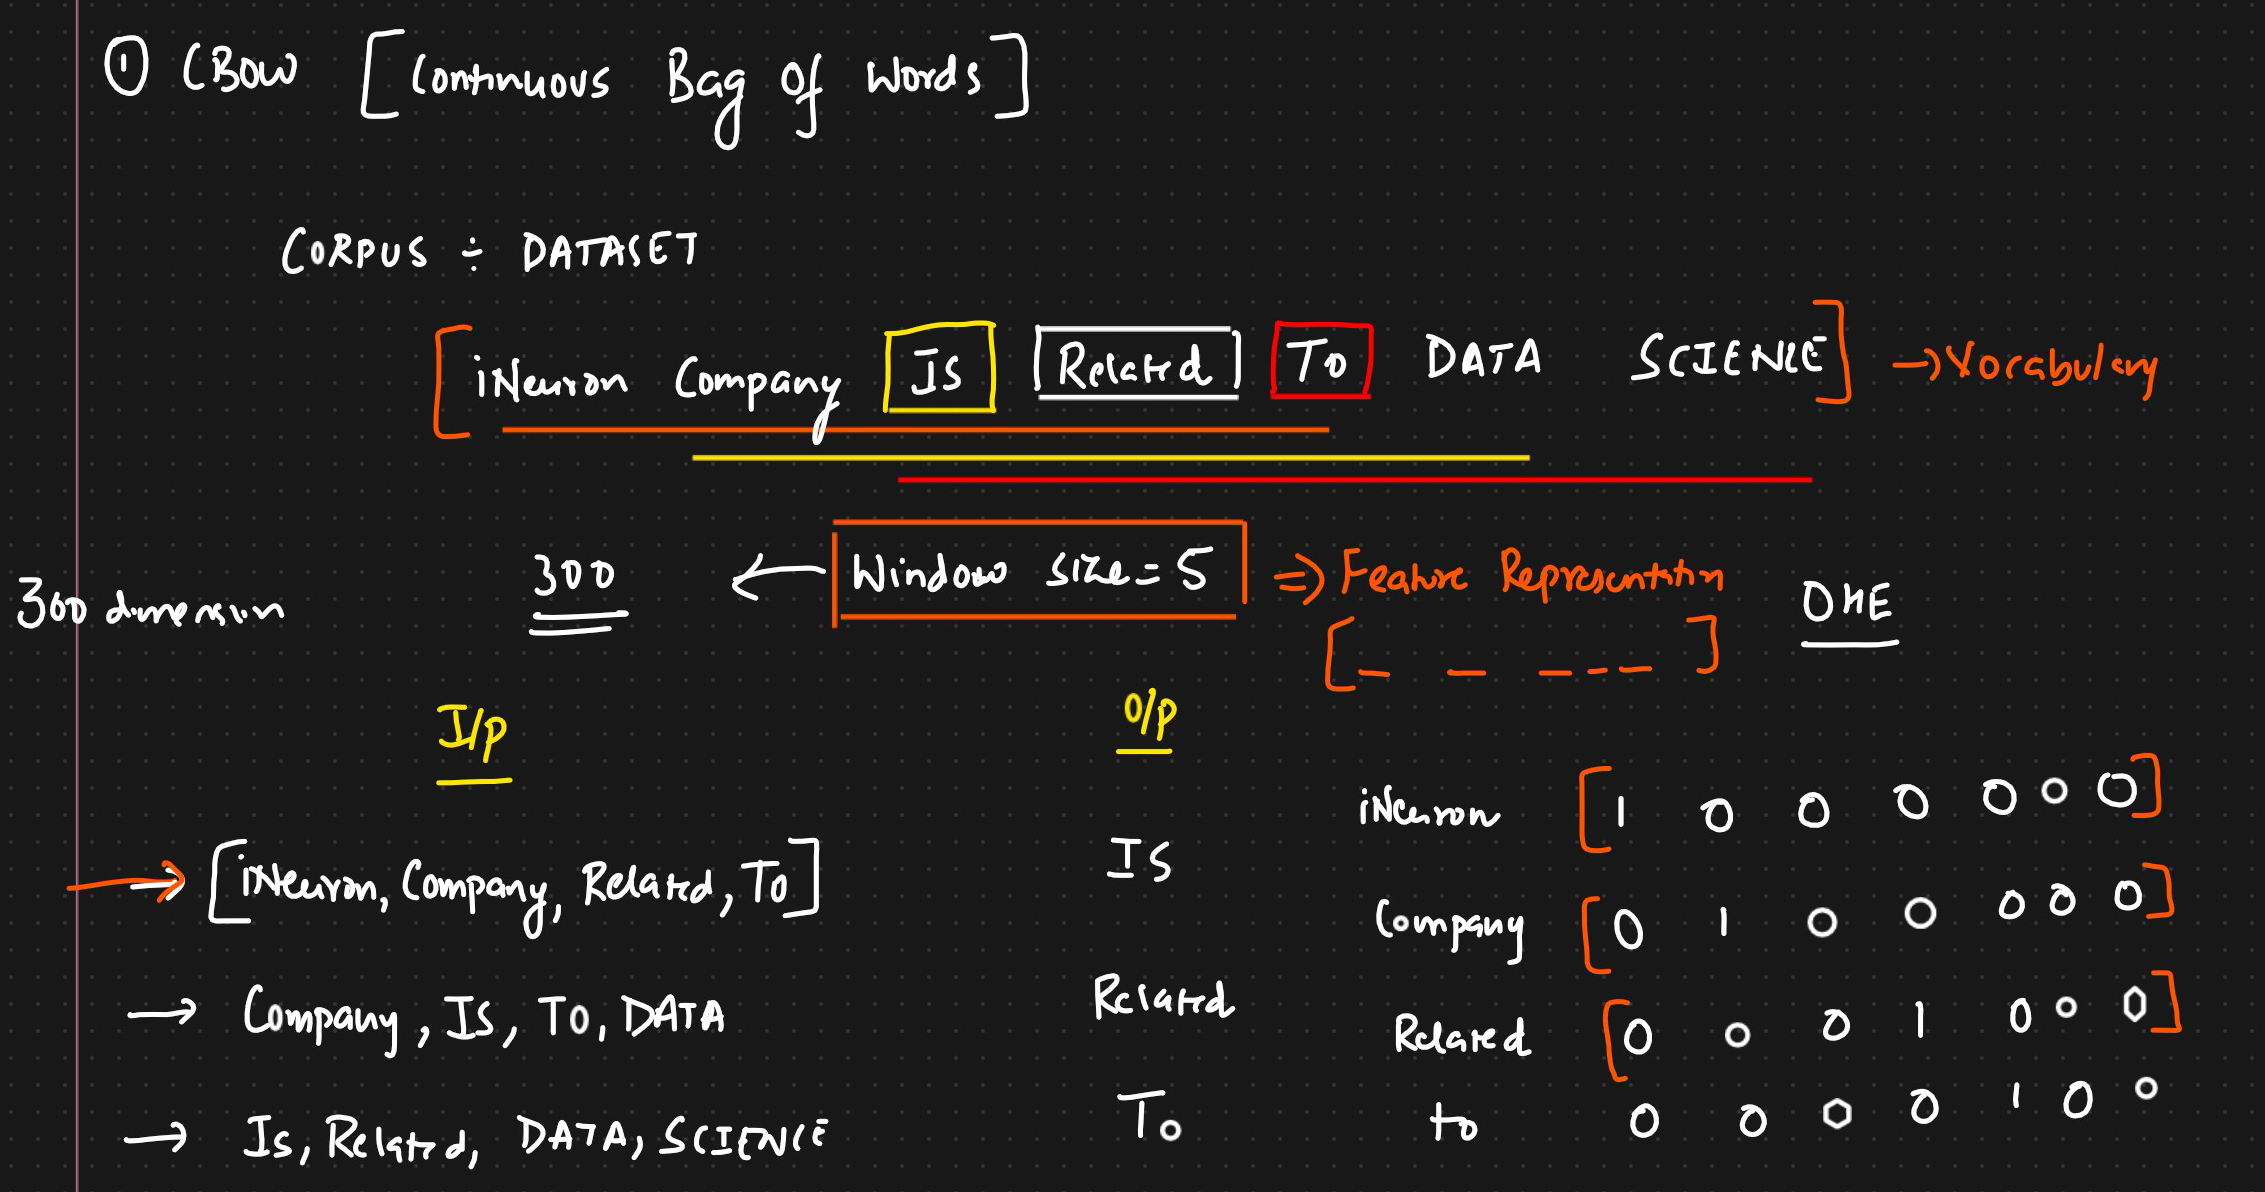 ① CBOW [Continuous Bag of Words]
CORPUS ÷ DATASET
[iNeuron Company Is Related To DATA SCIENCE] → Vocabulary
300 dimension 300 ← Window size = 5 ⇒ Feature Representation OHE
[_ _ _ _ _]
I/p O/p
→ [iNeuron, Company, Related, To] IS iNeuron [1 0 0 0 0 0 0]
Company [0 1 0 0 0 0 0]
→ Company, IS, TO, DATA Related Related [0 0 0 1 0 0 0]
→ Is, Related, DATA, SCIENCE To to 0 0 0 0 1 0 0